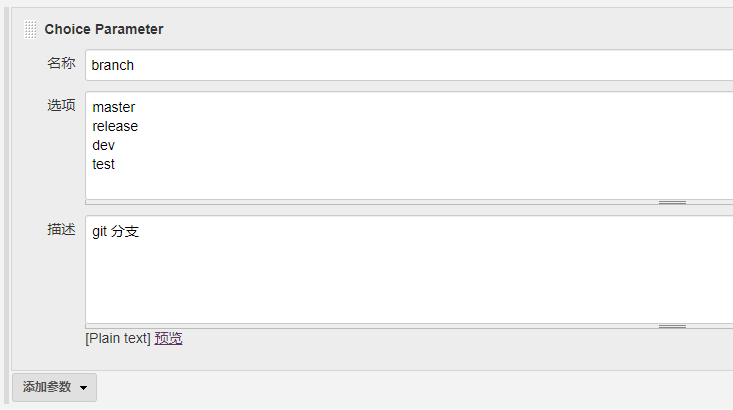 Choice Parameter
名称 branch
选项 master
release
dev
test
描述 git 分支
[Plain text] 预览
添加参数